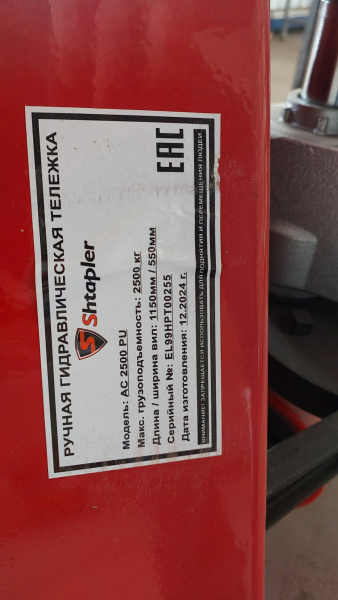 РУЧНАЯ ГИДРАВЛИЧЕСКАЯ ТЕЛЕЖКА
S Shtapler
EAC
Модель: AC 2500 PU
Макс. грузоподъемность: 2500 кг
Длина / ширина вил: 1150мм / 550мм
Серийный №: EL99HPT00255
Дата изготовления: 12.2024 г.
ВНИМАНИЕ! ЗАПРЕЩАЕТСЯ ИСПОЛЬЗОВАТЬ ДЛЯ ПОДНЯТИЯ И ПЕРЕМЕЩЕНИЯ ЛЮДЕЙ.